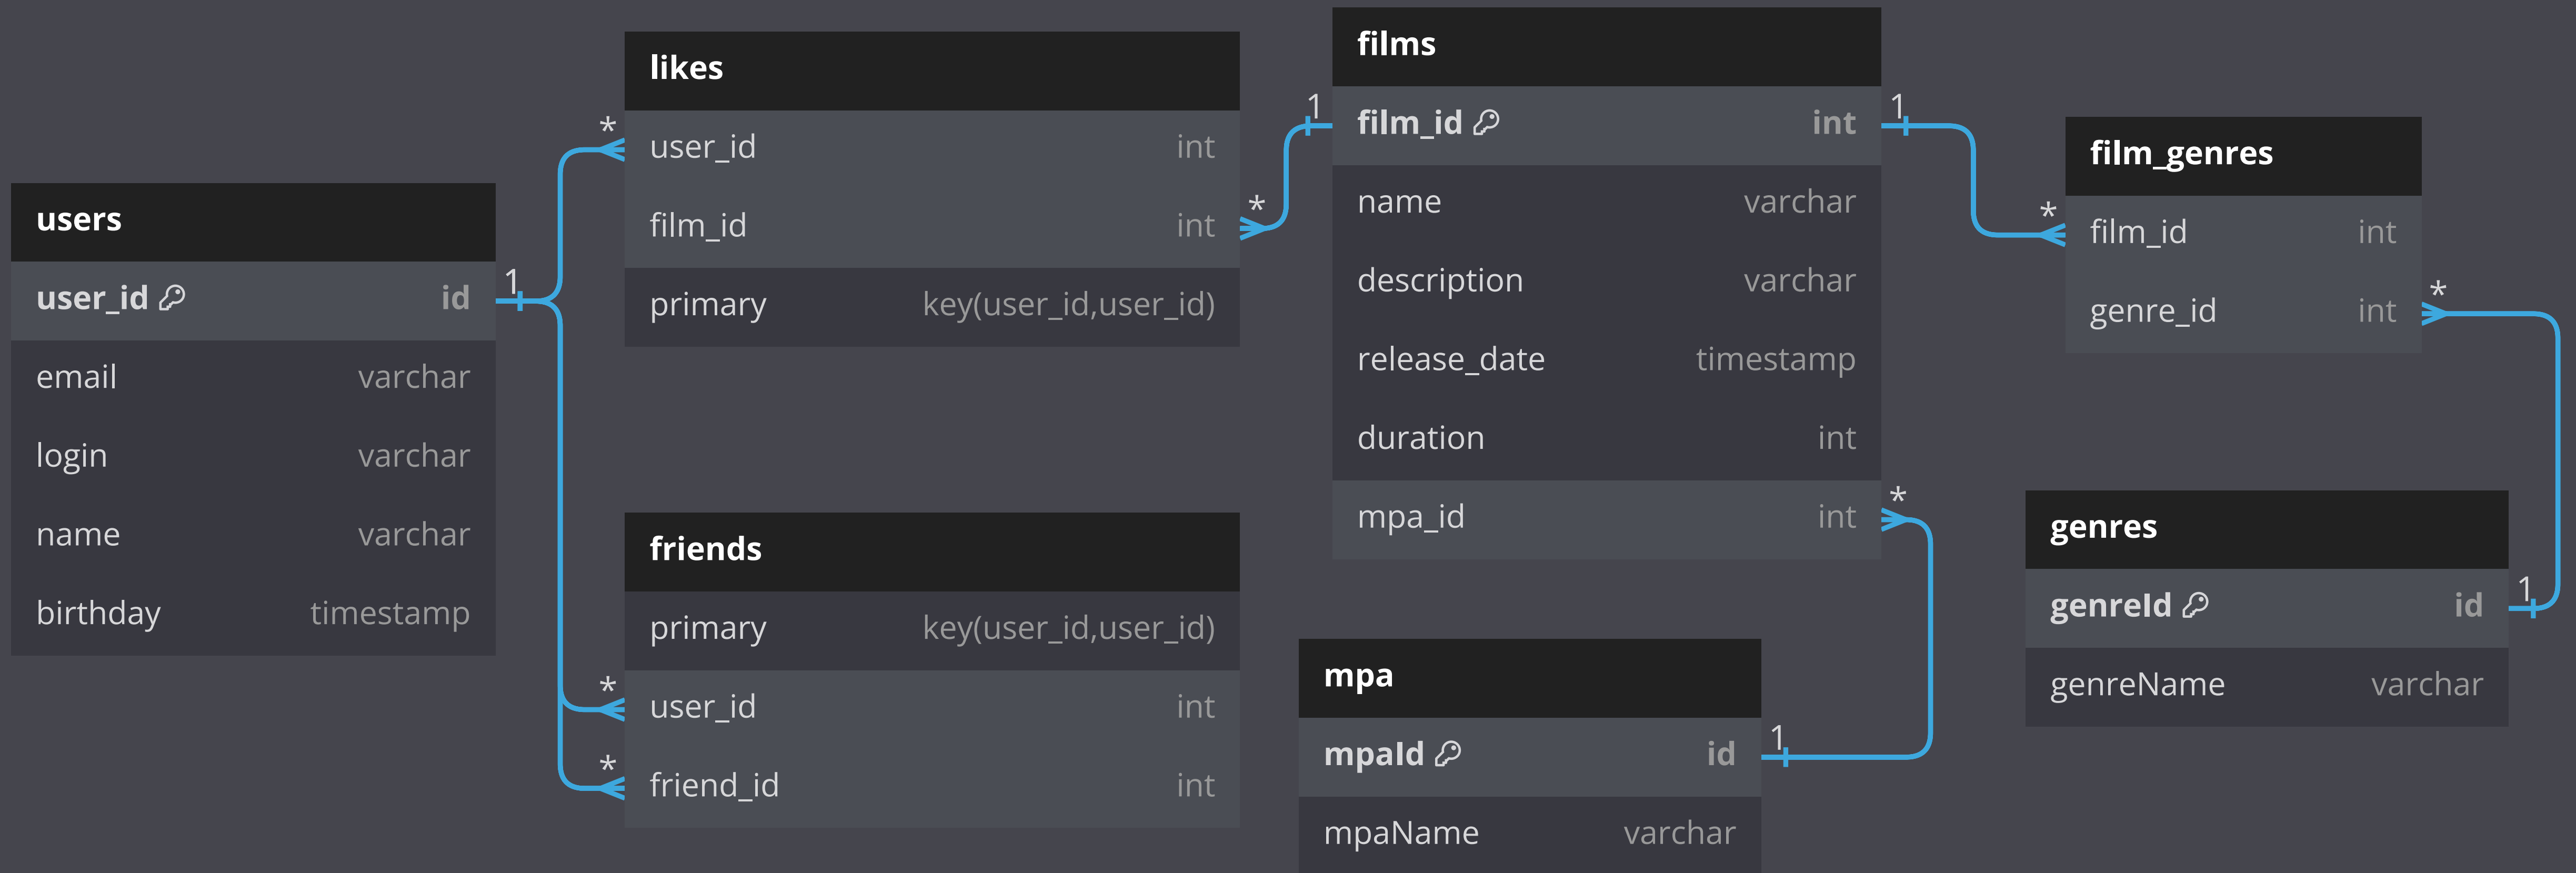 users
user_id id
email varchar
login varchar
name varchar
birthday timestamp
likes
user_id int
film_id int
primary key(user_id,user_id)
friends
primary key(user_id,user_id)
user_id int
friend_id int
films
film_id int
name varchar
description varchar
release_date timestamp
duration int
mpa_id int
mpa
mpaId id
mpaName varchar
film_genres
film_id int
genre_id int
genres
genreId id
genreName varchar
1
*
*
*
1
*
1
*
*
1
*
1